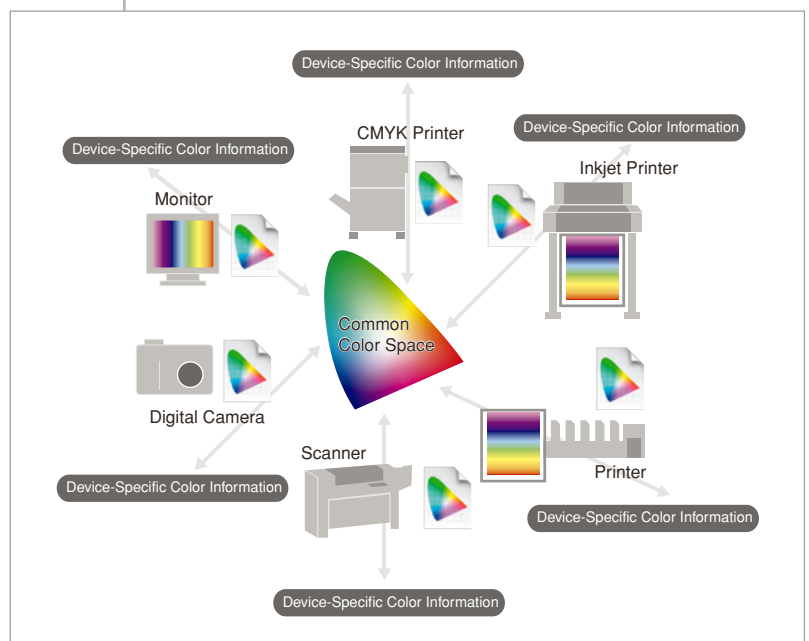 Device-Specific Color Information
CMYK Printer
Device-Specific Color Information
Inkjet Printer
Device-Specific Color Information
Monitor
Common
Color Space
Digital Camera
Scanner
Printer
Device-Specific Color Information
Device-Specific Color Information
Device-Specific Color Information